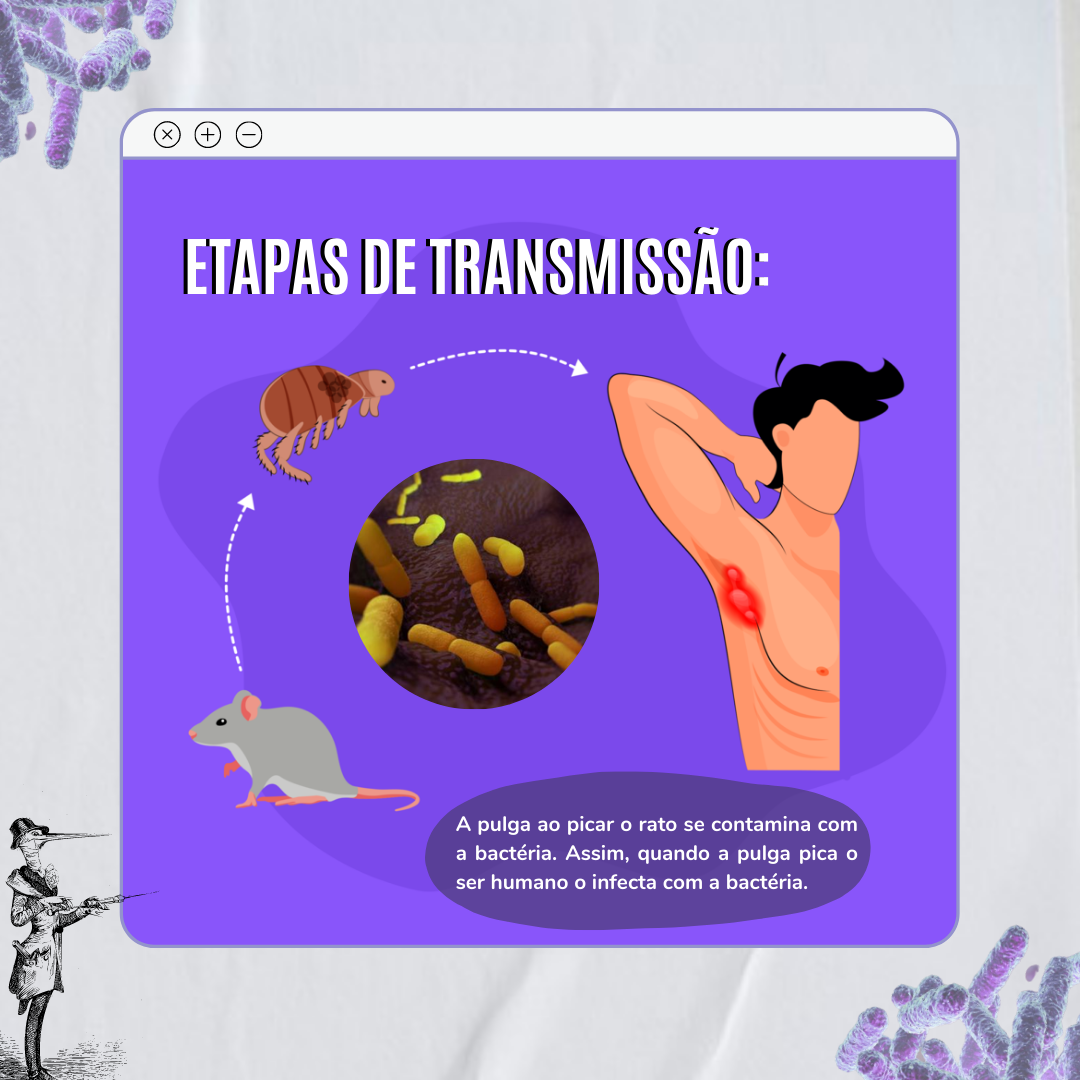 ETAPAS DE TRANSMISSÃO:
A pulga ao picar o rato se contamina com
a bactéria. Assim, quando a pulga pica o
ser humano o infecta com a bactéria.